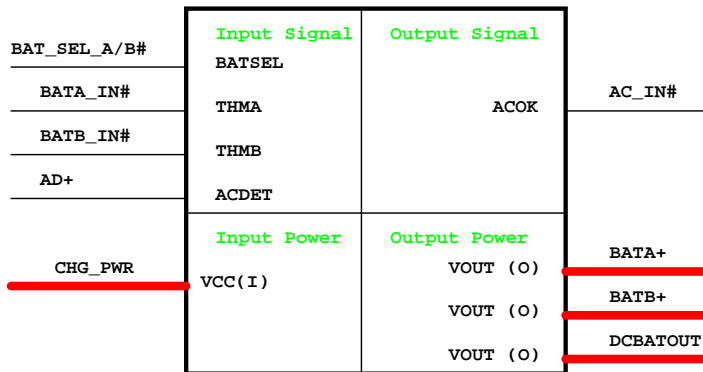 Input Signal Output Signal
BAT_SEL_A/B#
BATSEL
BATA_IN# THMA ACOK AC_IN#
BATB_IN# THMB
AD+ ACDET
Input Power Output Power
CHG_PWR VCC(I) VOUT (O) BATA+
VOUT (O) BATB+
VOUT (O) DCBATOUT